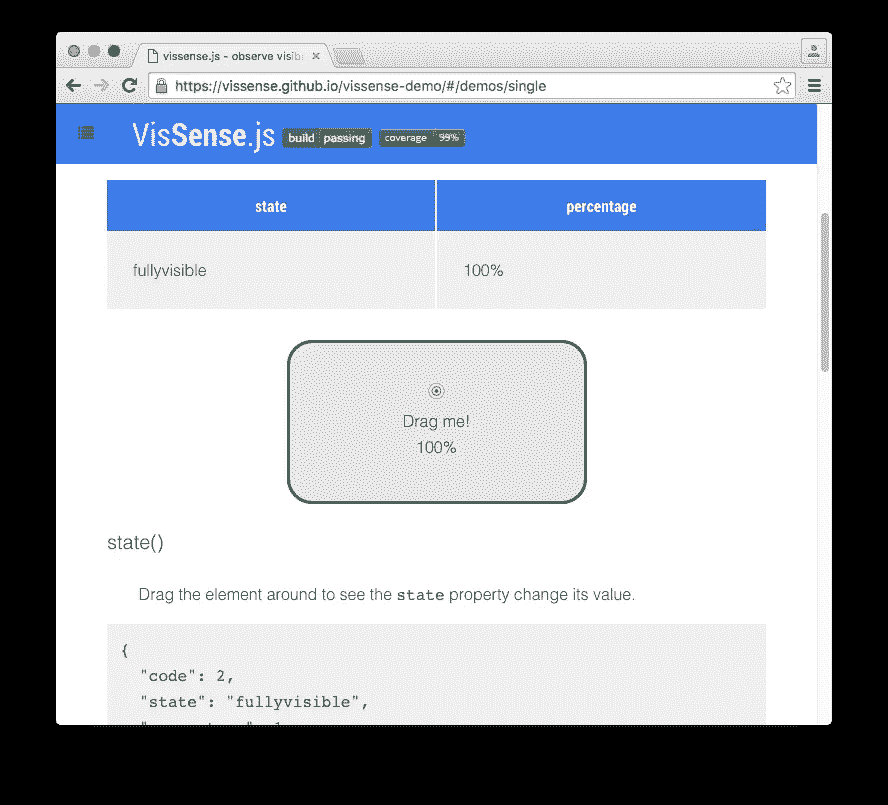 vissense.js - observe visib
https://vissense.github.io/vissense-demo/#/demos/single
VisSense.js build passing coverage 99%
state percentage
fullyvisible 100%
Drag me!
100%
state()
Drag the element around to see the state property change its value.
{
"code": 2,
"state": "fullyvisible",